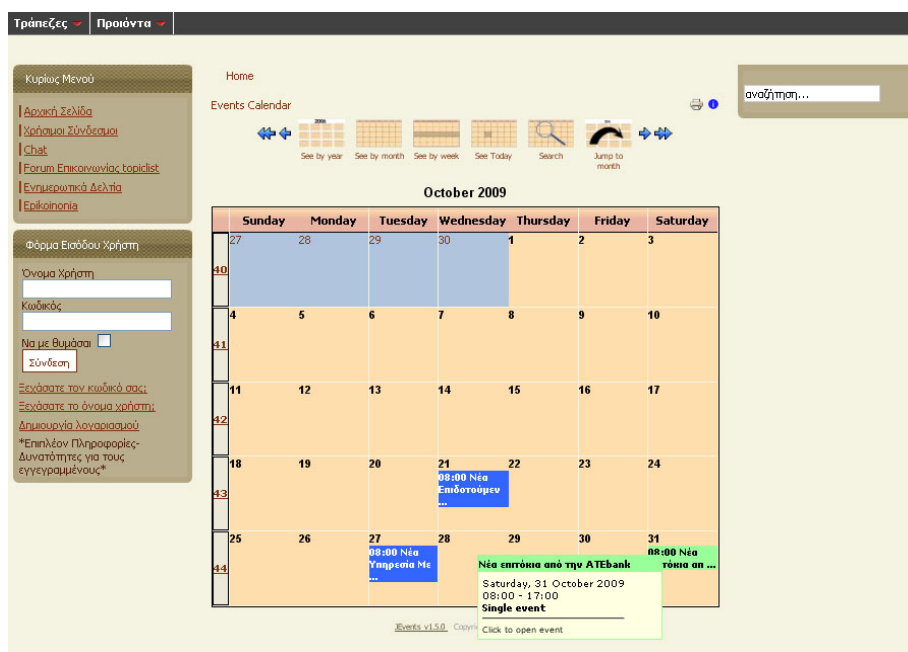 Τράπεζες Προιόντα
Κυρίως Μενού
Αρχική Σελίδα
Χρήσιμοι Σύνδεσμοι
Chat
Forum Επικοινωνίας topiclist
Ενημερωτικά Δελτία
Epikoinonia
Φόρμα Εισόδου Χρήστη
Όνομα Χρήστη
Κωδικός
Να με θυμάσαι
Σύνδεση
Ξεχάσατε τον κωδικό σας;
Ξεχάσατε το όνομα χρήστη;
Δημιουργία λογαριασμού
*Επιπλέον Πληροφορίες-
Δυνατότητες για τους
εγγεγραμμένους*
Home
Events Calendar
2009
See by year See by month See by week See Today Search Jump to
month
October 2009
Sunday Monday Tuesday Wednesday Thursday Friday Saturday
27 28 29 30 1 2 3
40
4 5 6 7 8 9 10
41
11 12 13 14 15 16 17
42
18 19 20 21 22 23 24
08:00 Νέα
Επιδοτούμεν
...
43
25 26 27 28 29 30 31
08:00 Νέα
Υπηρεσία Με
...
08:00 Νέα
τόκια απ ...
44
Νέα επιτόκια από την ATEbank
Saturday, 31 October 2009
08:00 - 17:00
Single event
Click to open event
JEvents v1.5.0
αναζήτηση...